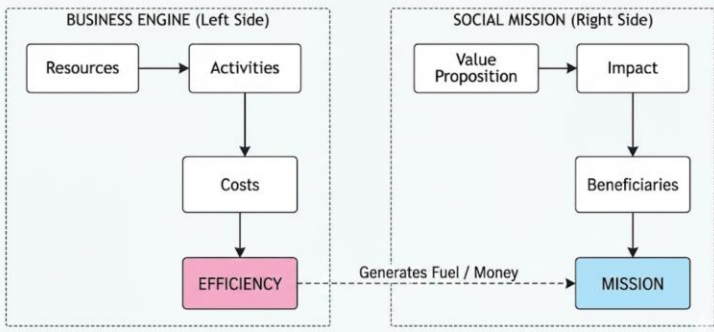 BUSINESS ENGINE (Left Side)
Resources
Activities
Costs
EFFICIENCY
Generates Fuel / Money
SOCIAL MISSION (Right Side)
Value
Proposition
Impact
Beneficiaries
MISSION